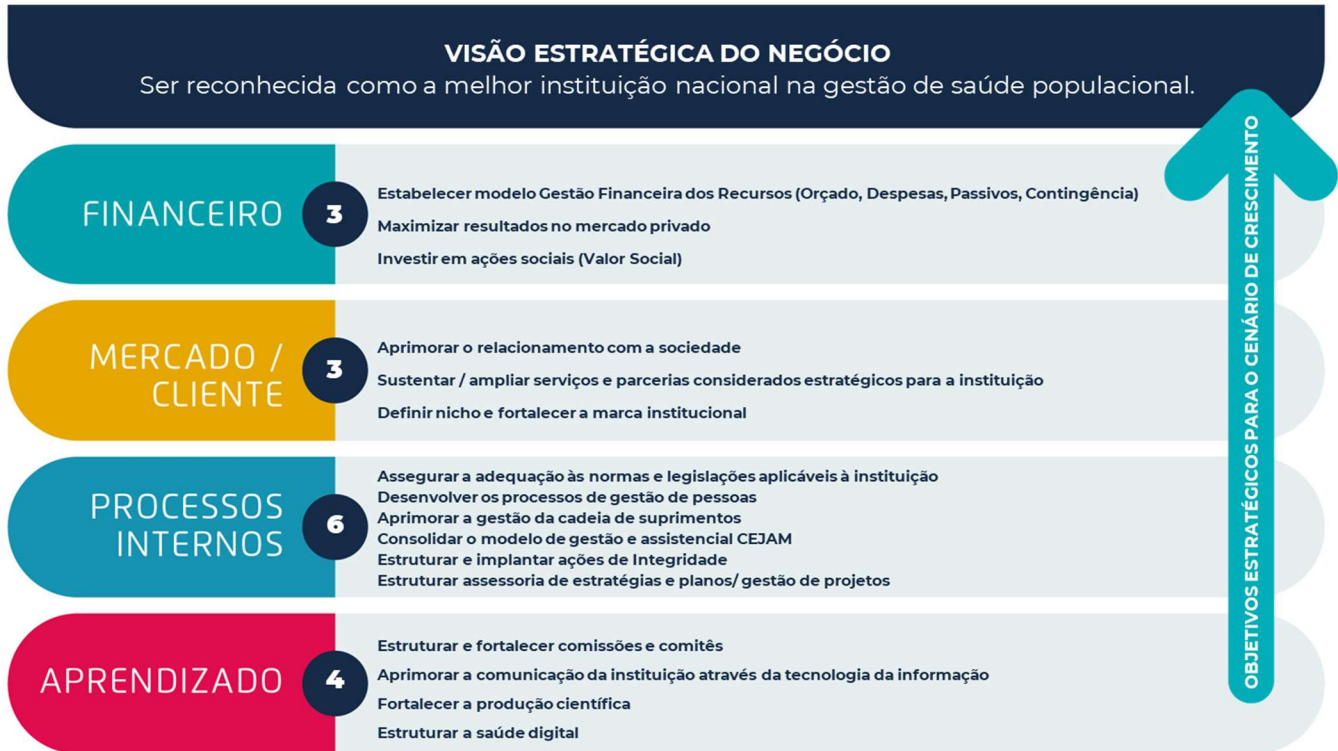 VISÃO ESTRATÉGICA DO NEGÓCIO
Ser reconhecida como a melhor instituição nacional na gestão de saúde populacional.
FINANCEIRO
3
Estabelecer modelo Gestão Financeira dos Recursos (Orçado, Despesas, Passivos, Contingência)
Maximizar resultados no mercado privado
Investir em ações sociais (Valor Social)
MERCADO /
CLIENTE
3
Aprimorar o relacionamento com a sociedade
Sustentar / ampliar serviços e parcerias considerados estratégicos para a instituição
Definir nicho e fortalecer a marca institucional
PROCESSOS
INTERNOS
6
Assegurar a adequação às normas e legislações aplicáveis à instituição
Desenvolver os processos de gestão de pessoas
Aprimorar a gestão da cadeia de suprimentos
Consolidar o modelo de gestão e assistencial CEJAM
Estruturar e implantar ações de Integridade
Estruturar assessoria de estratégias e planos/ gestão de projetos
APRENDIZADO
4
Estruturar e fortalecer comissões e comitês
Aprimorar a comunicação da instituição através da tecnologia da informação
Fortalecer a produção científica
Estruturar a saúde digital
OBJETIVOS ESTRATÉGICOS PARA O CENÁRIO DE CRESCIMENTO